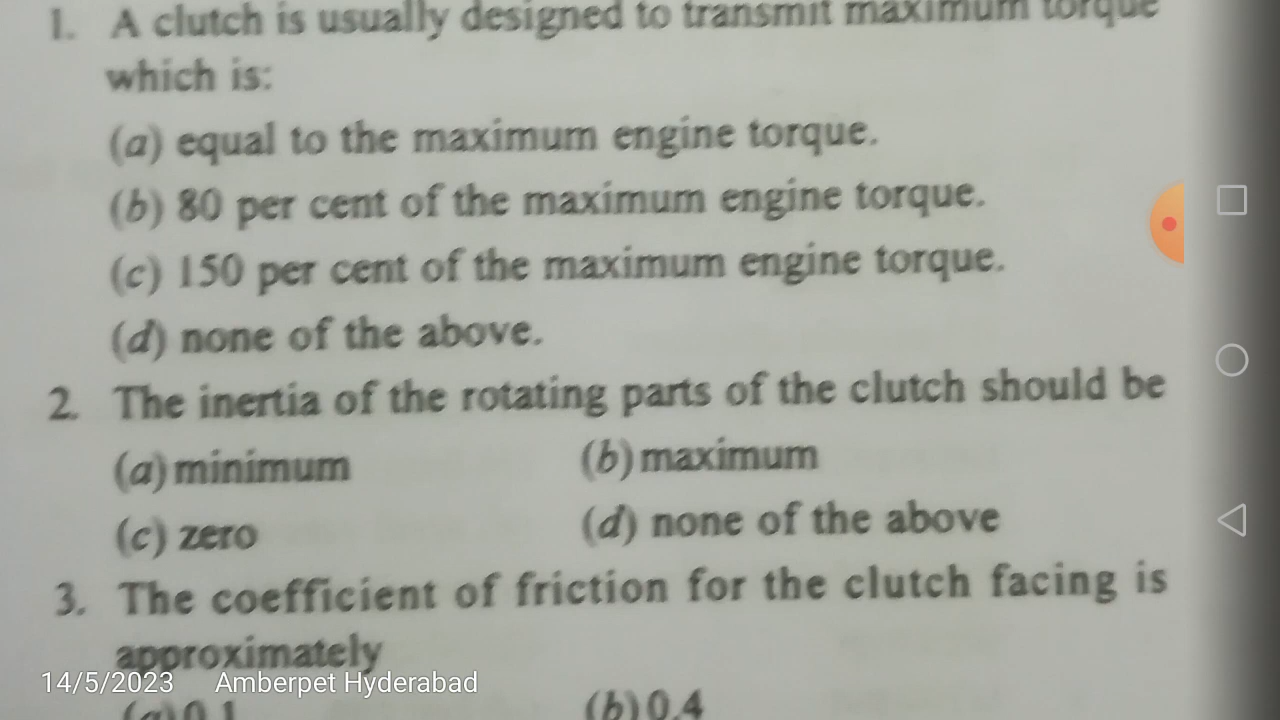 1. A clutch is usually designed to transmit maximum torque
which is:
(a) equal to the maximum engine torque.
(b) 80 per cent of the maximum engine torque.
(c) 150 per cent of the maximum engine torque.
(d) none of the above.
2. The inertia of the rotating parts of the clutch should be
(a) minimum (b) maximum
(c) zero (d) none of the above
3. The coefficient of friction for the clutch facing is
approximately
14/5/2023 Amberpet Hyderabad
(a) 0.1 (b) 0.4